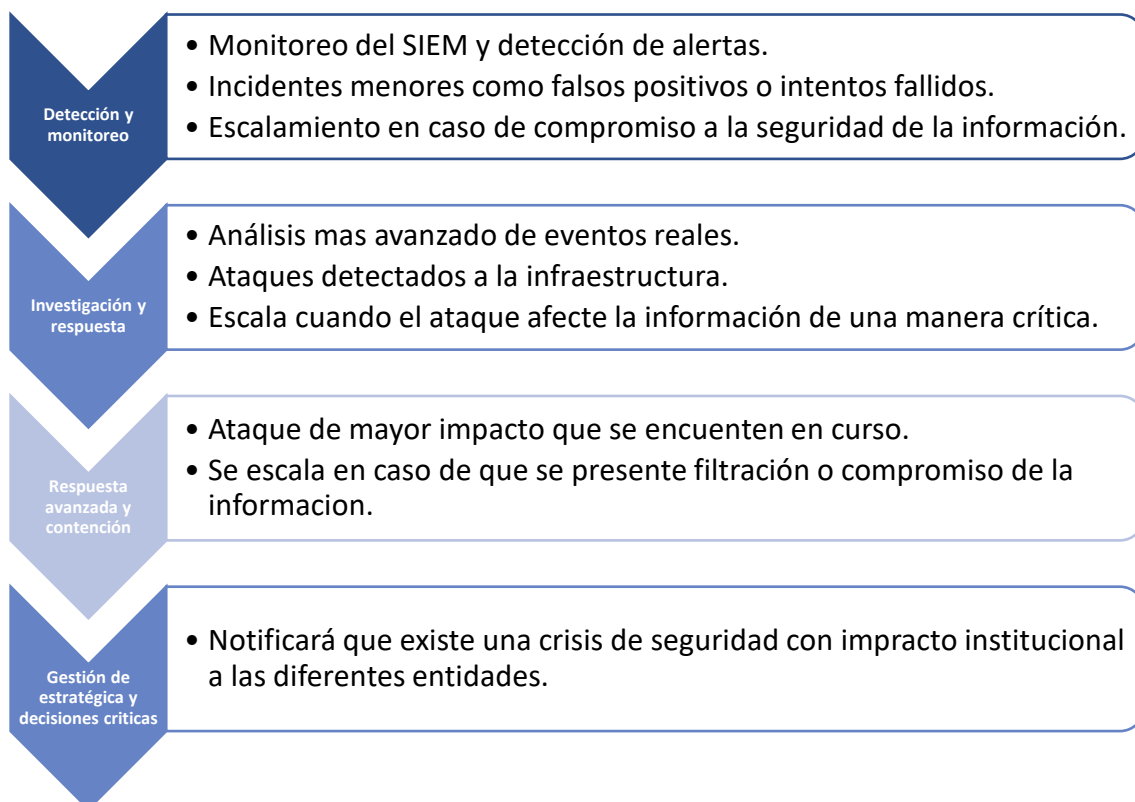 Detección y
monitoreo
• Monitoreo del SIEM y detección de alertas.
• Incidentes menores como falsos positivos o intentos fallidos.
• Escalamiento en caso de compromiso a la seguridad de la información.
Investigación y
respuesta
• Análisis mas avanzado de eventos reales.
• Ataques detectados a la infraestructura.
• Escala cuando el ataque afecte la información de una manera crítica.
Respuesta
avanzada y
contención
• Ataque de mayor impacto que se encuenten en curso.
• Se escala en caso de que se presente filtración o compromiso de la
informacion.
Gestión de
estratégica y
decisiones criticas
• Notificará que existe una crisis de seguridad con impracto institucional
a las diferentes entidades.